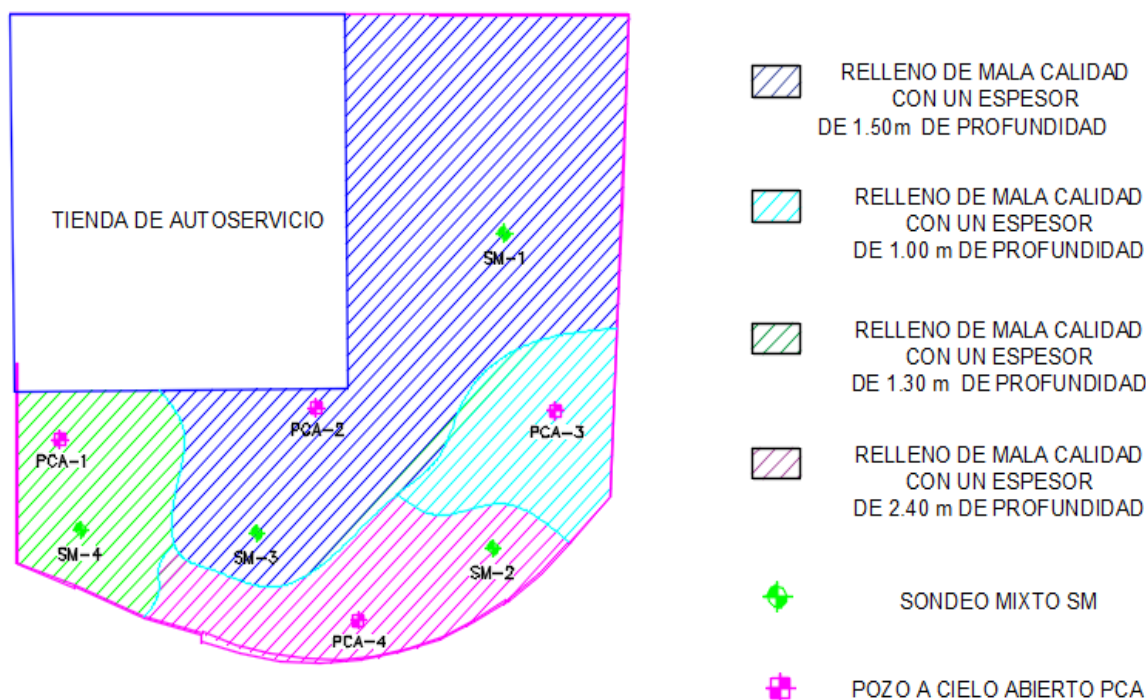 TIENDA DE AUTOSERVICIO
SM-1
PCA-2
PCA-3
PCA-1
SM-4
SM-3
SM-2
PCA-4
RELLENO DE MALA CALIDAD
CON UN ESPESOR
DE 1.50m DE PROFUNDIDAD
RELLENO DE MALA CALIDAD
CON UN ESPESOR
DE 1.00 m DE PROFUNDIDAD
RELLENO DE MALA CALIDAD
CON UN ESPESOR
DE 1.30 m DE PROFUNDIDAD
RELLENO DE MALA CALIDAD
CON UN ESPESOR
DE 2.40 m DE PROFUNDIDAD
SONDEO MIXTO SM
POZO A CIELO ABIERTO PCA